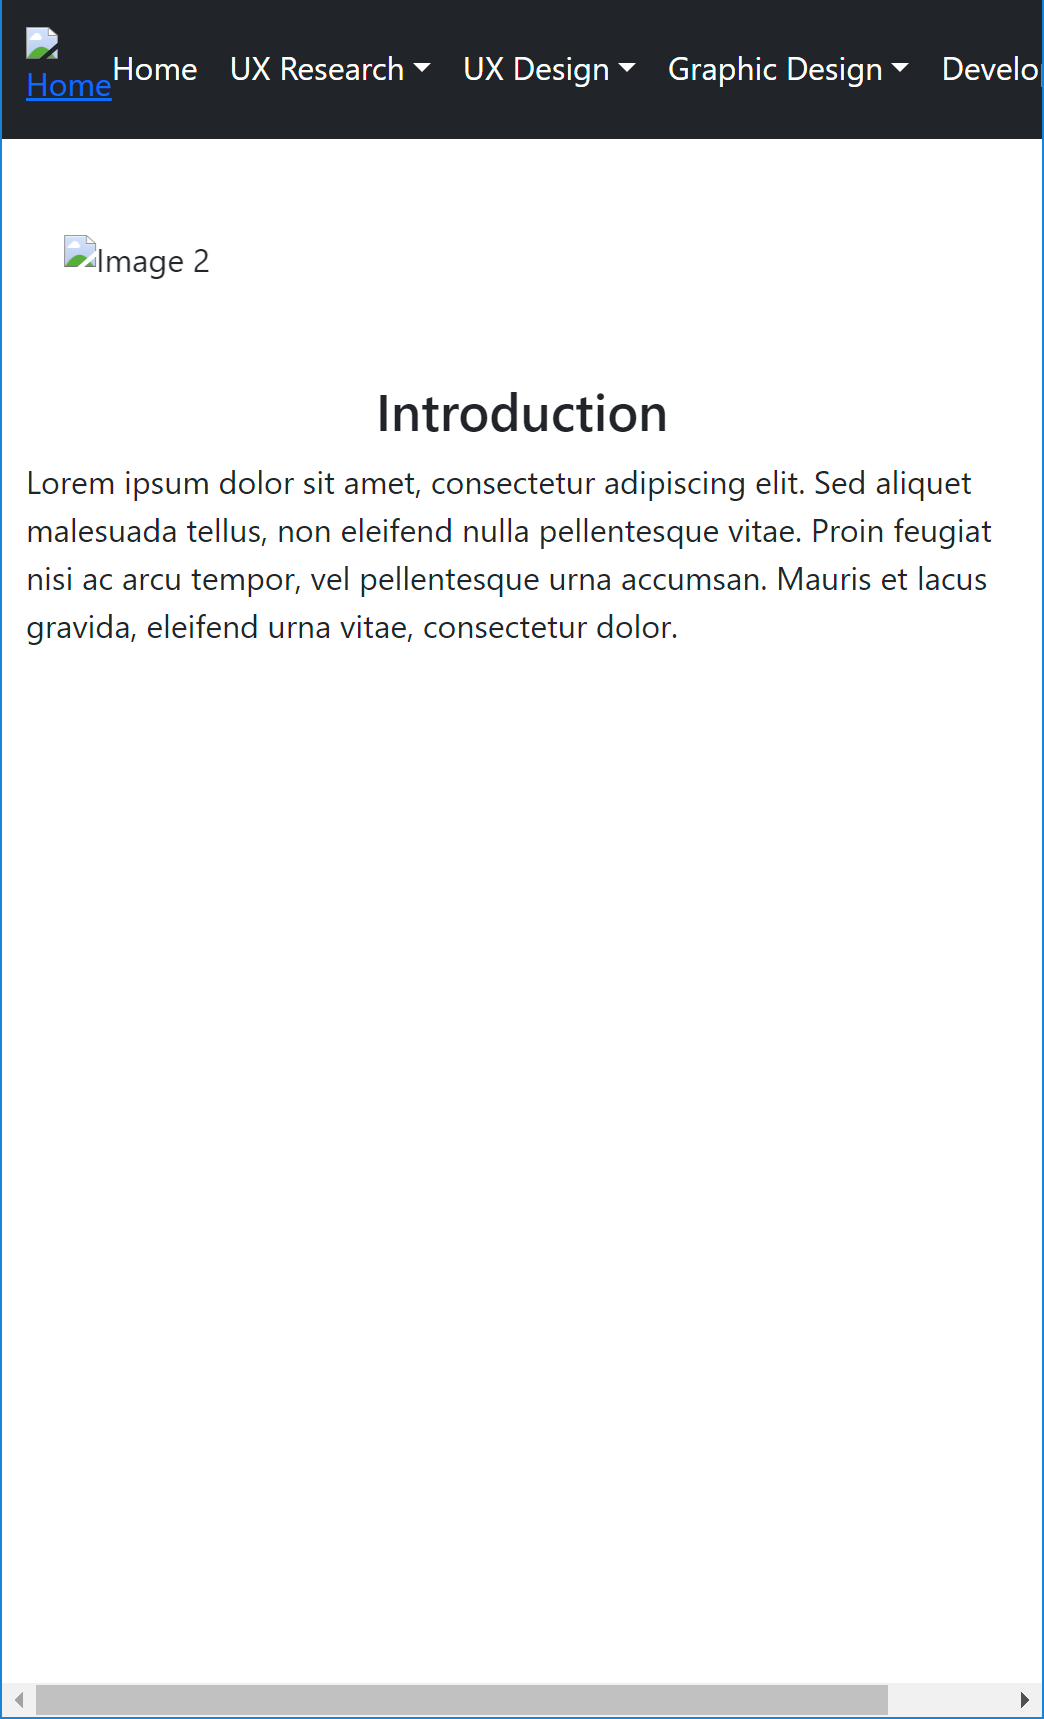 Home
Home UX Research UX Design Graphic Design Develop
Image 2
Introduction
Lorem ipsum dolor sit amet, consectetur adipiscing elit. Sed aliquet
malesuada tellus, non eleifend nulla pellentesque vitae. Proin feugiat
nisi ac arcu tempor, vel pellentesque urna accumsan. Mauris et lacus
gravida, eleifend urna vitae, consectetur dolor.